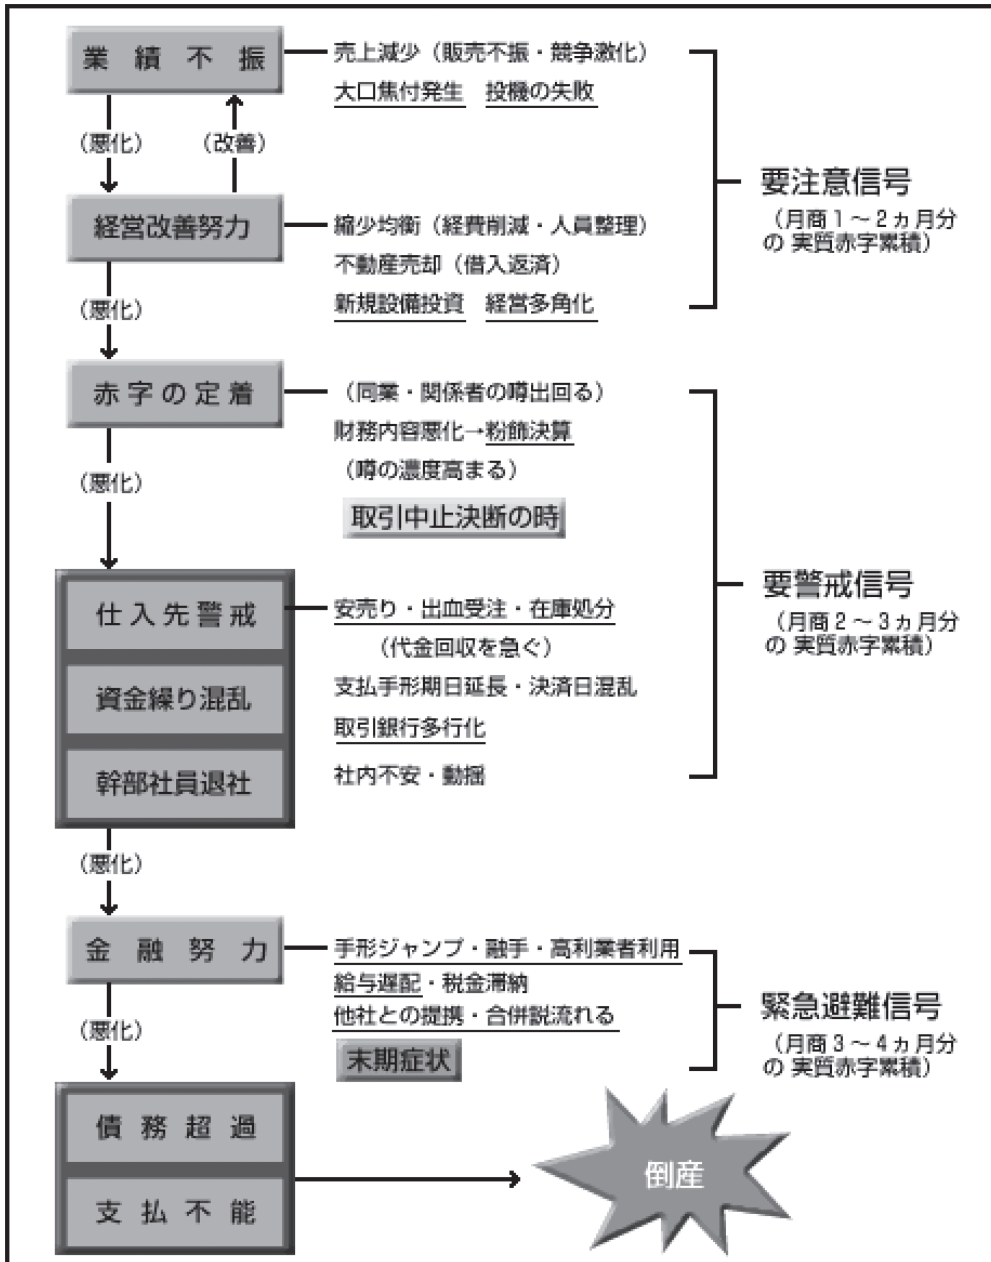 業績不振
売上減少（販売不振・競争激化）
大口焦付発生　投機の失敗
（悪化）
（改善）
要注意信号
（月商１～２ヵ月分
の 実質赤字累積）
経営改善努力
縮少均衡（経費削減・人員整理）
不動産売却（借入返済）
新規設備投資　経営多角化
（悪化）
赤字の定着
（同業・関係者の噂出回る）
財務内容悪化→粉飾決算
（噂の濃度高まる）
取引中止決断の時
（悪化）
要警戒信号
（月商２～３ヵ月分
の 実質赤字累積）
仕入先警戒
安売り・出血受注・在庫処分
（代金回収を急ぐ）
資金繰り混乱
支払手形期日延長・決済日混乱
取引銀行多行化
幹部社員退社
社内不安・動揺
（悪化）
金融努力
手形ジャンプ・融手・高利業者利用
給与遅配・税金滞納
他社との提携・合併説流れる
末期症状
（悪化）
緊急避難信号
（月商３～４ヵ月分
の 実質赤字累積）
債務超過
支払不能
倒産